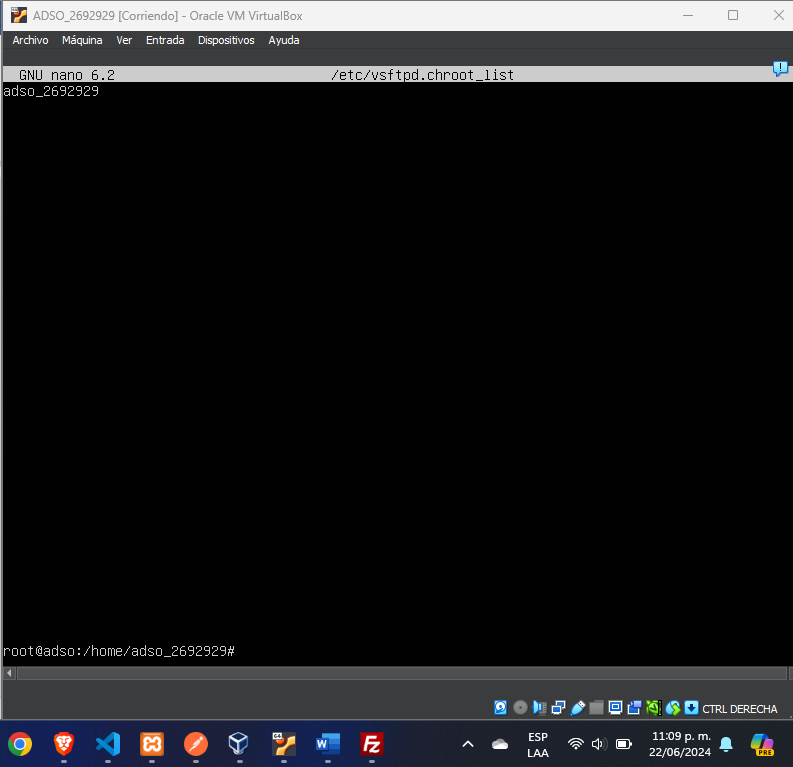 ADSO_2692929 [Corriendo] - Oracle VM VirtualBox
Archivo Máquina Ver Entrada Dispositivos Ayuda
GNU nano 6.2 /etc/vsftpd.chroot_list
adso_2692929
root@adso:/home/adso_2692929#
CTRL DERECHA
ESP
LAA
11:09 p. m.
22/06/2024
PRE